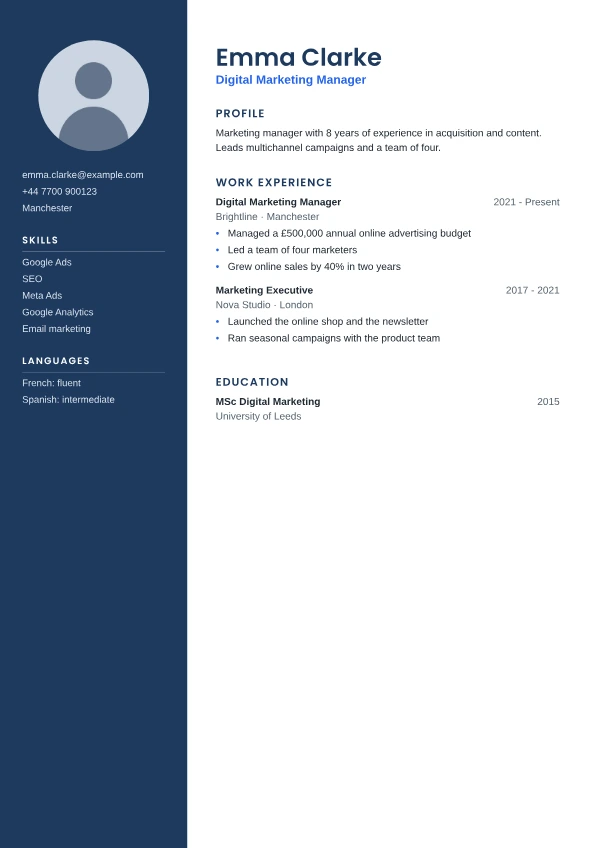 emma.clarke@example.com
+44 7700 900123
Manchester
SKILLS
Google Ads
SEO
Meta Ads
Google Analytics
Email marketing
LANGUAGES
French: fluent
Spanish: intermediate
Emma Clarke
Digital Marketing Manager
PROFILE
Marketing manager with 8 years of experience in acquisition and content.
Leads multichannel campaigns and a team of four.
WORK EXPERIENCE
Digital Marketing Manager 2021 - Present
Brightline · Manchester
• Managed a £500,000 annual online advertising budget
• Led a team of four marketers
• Grew online sales by 40% in two years
Marketing Executive 2017 - 2021
Nova Studio · London
• Launched the online shop and the newsletter
• Ran seasonal campaigns with the product team
EDUCATION
MSc Digital Marketing 2015
University of Leeds